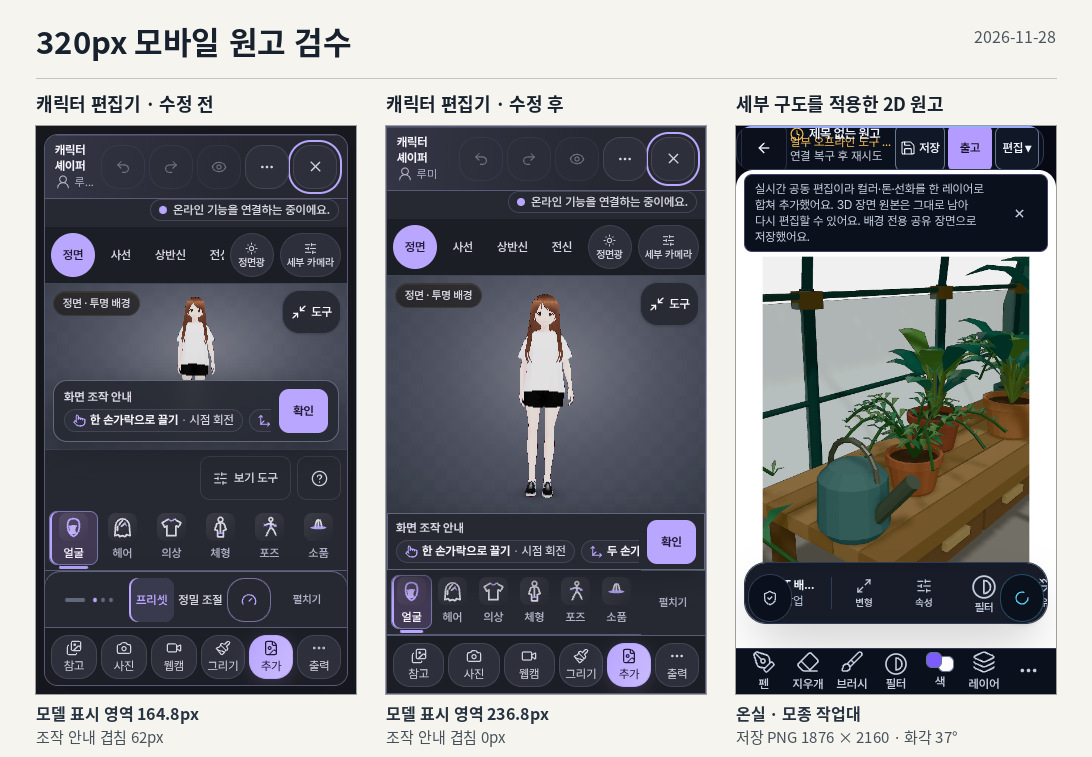 320px 모바일 원고 검수
2026-11-28
캐릭터 편집기 · 수정 전
캐릭터
셰이퍼
루...
온라인 기능을 연결하는 중이에요.
정면
사선
상반신
정면광
세부 카메라
정면 · 투명 배경
도구
화면 조작 안내
한 손가락으로 끌기 · 시점 회전
확인
보기 도구
얼굴
헤어
의상
체형
포즈
소품
프리셋
정밀 조절
펼치기
참고
사진
웹캠
그리기
추가
출력
모델 표시 영역 164.8px
조작 안내 겹침 62px
캐릭터 편집기 · 수정 후
캐릭터
셰이퍼
루미
온라인 기능을 연결하는 중이에요.
정면
사선
상반신
전신
정면광
세부 카메라
정면 · 투명 배경
도구
화면 조작 안내
한 손가락으로 끌기 · 시점 회전
두 손가
확인
얼굴
헤어
의상
체형
포즈
소품
펼치기
참고
사진
웹캠
그리기
추가
출력
모델 표시 영역 236.8px
조작 안내 겹침 0px
세부 구도를 적용한 2D 원고
제목 없는 원고
일부 오프라인 도구 ...
연결 복구 후 재시도
저장
출고
편집▾
실시간 공동 편집이라 컬러·톤·선화를 한 레이어로
합쳐 추가했어요. 3D 장면 원본은 그대로 남아
다시 편집할 수 있어요. 배경 전용 공유 장면으로
저장했어요.
배...
업
변형
속성
필터
펜
지우개
브러시
필터
색
레이어
온실 · 모종 작업대
저장 PNG 1876 × 2160 · 화각 37°